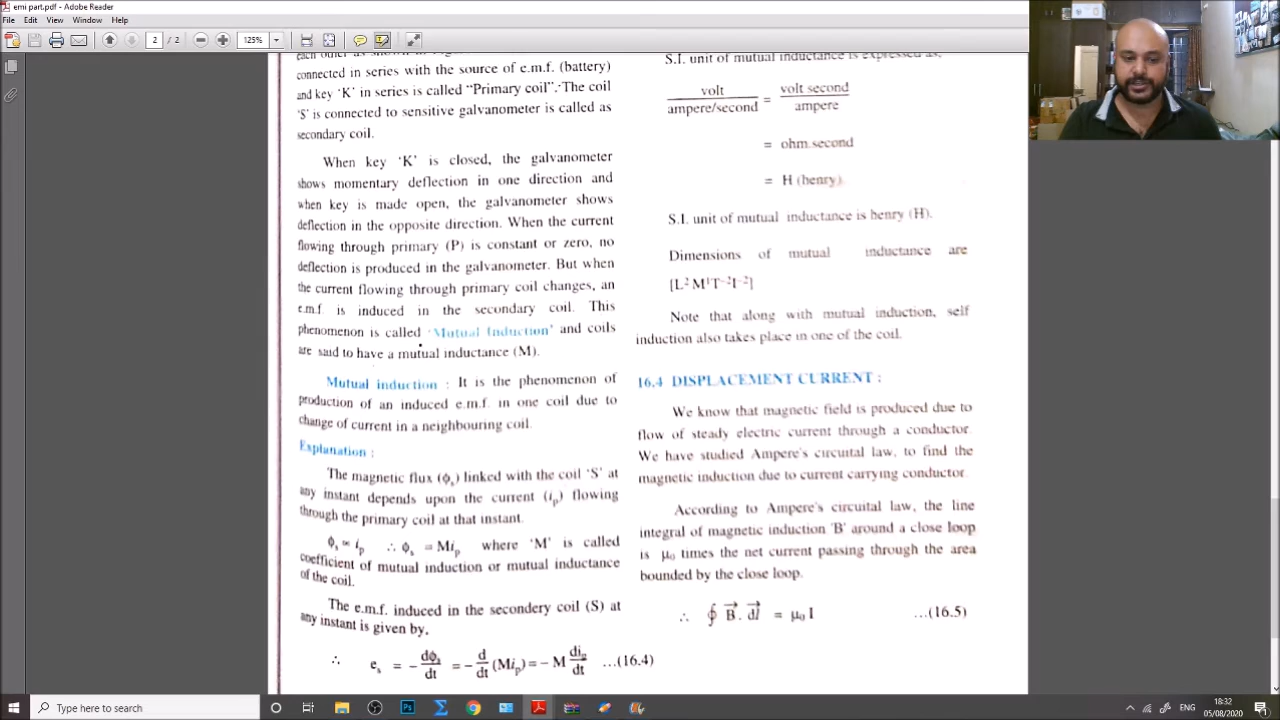 emi part.pdf - Adobe Reader
File Edit View Window Help
2 / 2 125%
connected in series with the source of e.m.f. (battery)
and key ‘K’ in series is called “Primary coil”. The coil
‘S’ is connected to sensitive galvanometer is called as
secondary coil.
When key ‘K’ is closed, the galvanometer
shows momentary deflection in one direction and
when key is made open, the galvanometer shows
deflection in the opposite direction. When the current
flowing through primary (P) is constant or zero, no
deflection is produced in the galvanometer. But when
the current flowing through primary coil changes, an
e.m.f. is induced in the secondary coil. This
phenomenon is called ‘Mutual Induction’ and coils
are said to have a mutual inductance (M).
Mutual induction : It is the phenomenon of
production of an induced e.m.f. in one coil due to
change of current in a neighbouring coil.
Explanation :
The magnetic flux (ϕs) linked with the coil ‘S’ at
any instant depends upon the current (ip) flowing
through the primary coil at that instant.
ϕs ∝ ip ∴ ϕs = Mip where ‘M’ is called
coefficient of mutual induction or mutual inductance
of the coil.
The e.m.f. induced in the secondery coil (S) at
any instant is given by,
∴ es = − dϕs/dt = − d/dt (Mip) = − M dip/dt ...(16.4)
S.I. unit of mutual inductance is expressed as,
volt / ampere/second = volt second / ampere
= ohm.second
= H (henry)
S.I. unit of mutual inductance is henry (H).
Dimensions of mutual inductance are
[L²M¹T⁻²I⁻²]
Note that along with mutual induction, self
induction also takes place in one of the coil.
16.4 DISPLACEMENT CURRENT :
We know that magnetic field is produced due to
flow of steady electric current through a conductor.
We have studied Ampere's circuital law, to find the
magnetic induction due to current carrying conductor.
According to Ampere's circuital law, the line
integral of magnetic induction 'B' around a close loop
is μ₀ times the net current passing through the area
bounded by the close loop.
∴ ∮ B⃗ . dl⃗ = μ₀ I ...(16.5)
Type here to search
ENG
18:32
05/08/2020